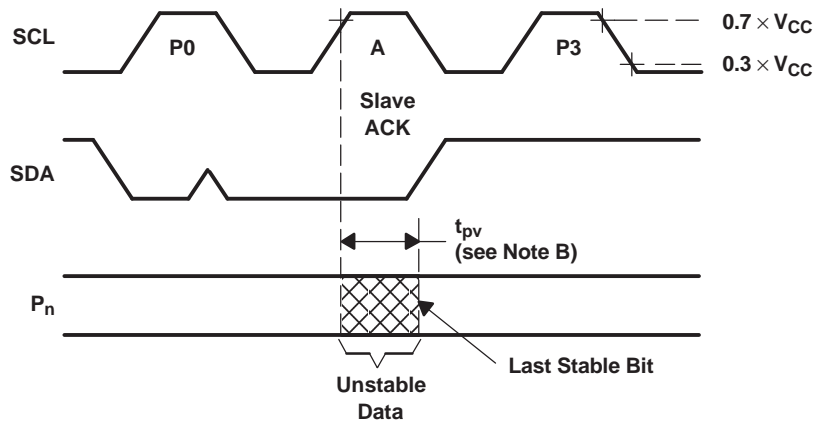 SCL
P0
A
P3
0.7 × VCC
0.3 × VCC
Slave
ACK
SDA
tpv
(see Note B)
Pn
Last Stable Bit
Unstable
Data